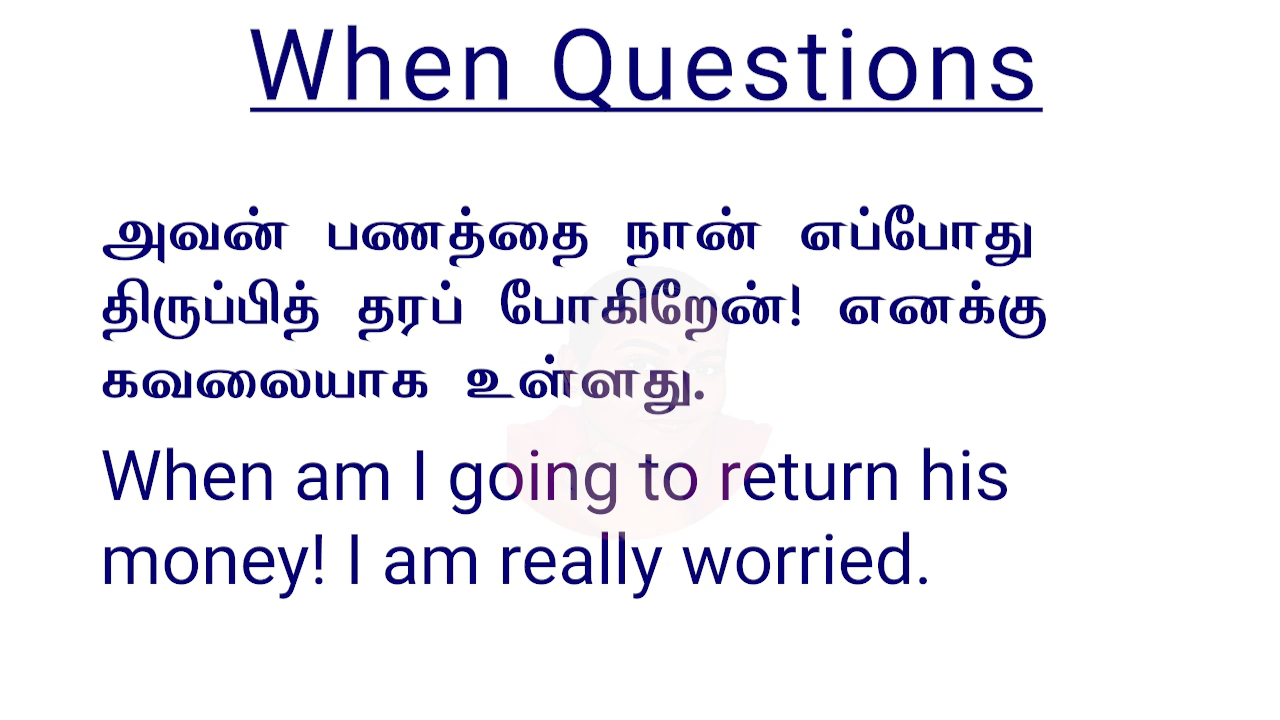 When Questions
அவன் பணத்தை நான் எப்போது
திருப்பித் தரப் போகிறேன்! எனக்கு
கவலையாக உள்ளது.
When am I going to return his
money! I am really worried.